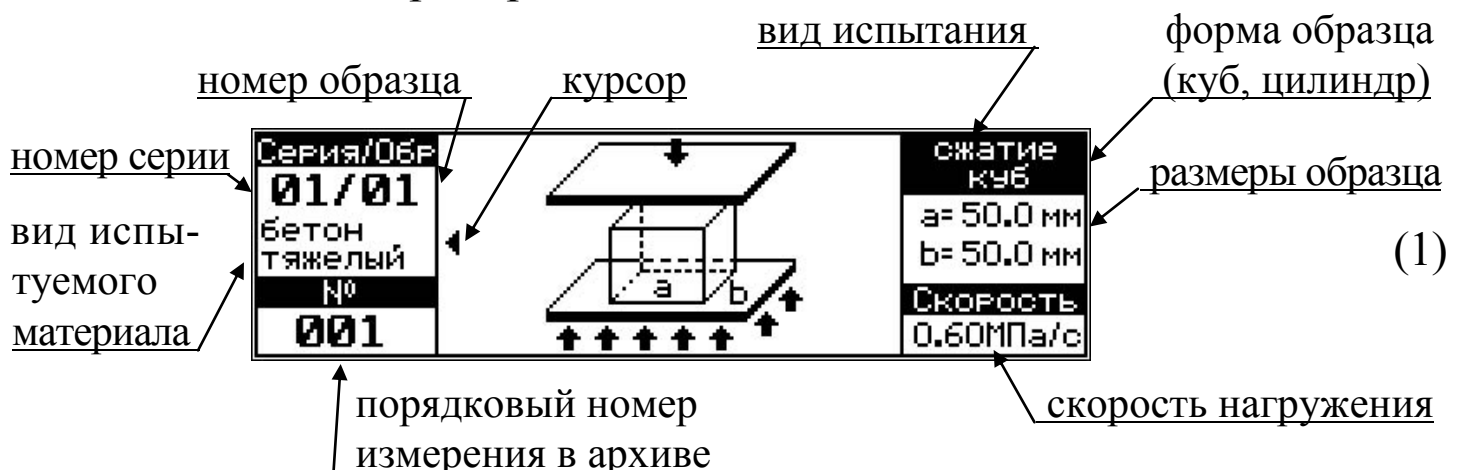 вид испытания
форма образца
(куб, цилиндр)
номер образца
курсор
номер серии
Серия/Обр
01/01
бетон
тяжелый
№
001
вид испы-
туемого
материала
a
b
сжатие
куб
a= 50.0 мм
b= 50.0 мм
Скорость
0.60МПа/с
размеры образца
(1)
порядковый номер
измерения в архиве
скорость нагружения